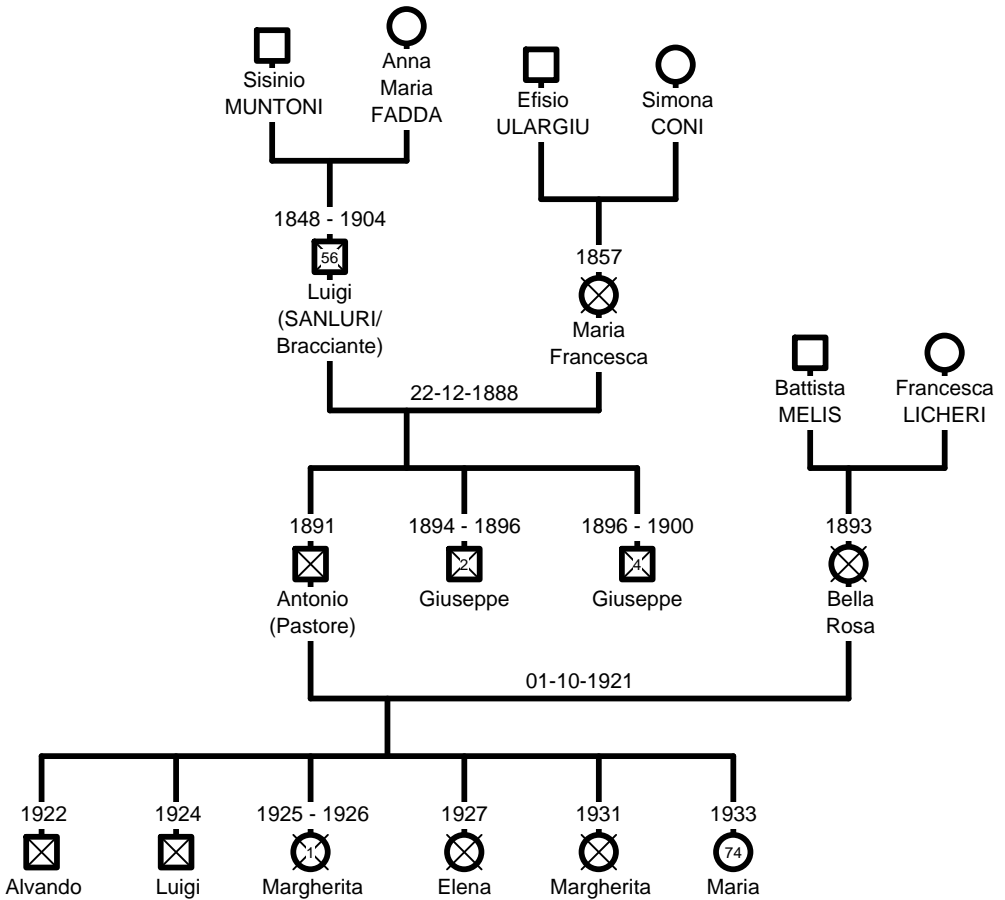 Sisinio
MUNTONI
Anna
Maria
FADDA
Efisio
ULARGIU
Simona
CONI
1848 - 1904
56
Luigi
(SANLURI/
Bracciante)
1857
Maria
Francesca
22-12-1888
Battista
MELIS
Francesca
LICHERI
1891
Antonio
(Pastore)
1894 - 1896
2
Giuseppe
1896 - 1900
4
Giuseppe
1893
Bella
Rosa
01-10-1921
1922
Alvando
1924
Luigi
1925 - 1926
1
Margherita
1927
Elena
1931
Margherita
1933
74
Maria